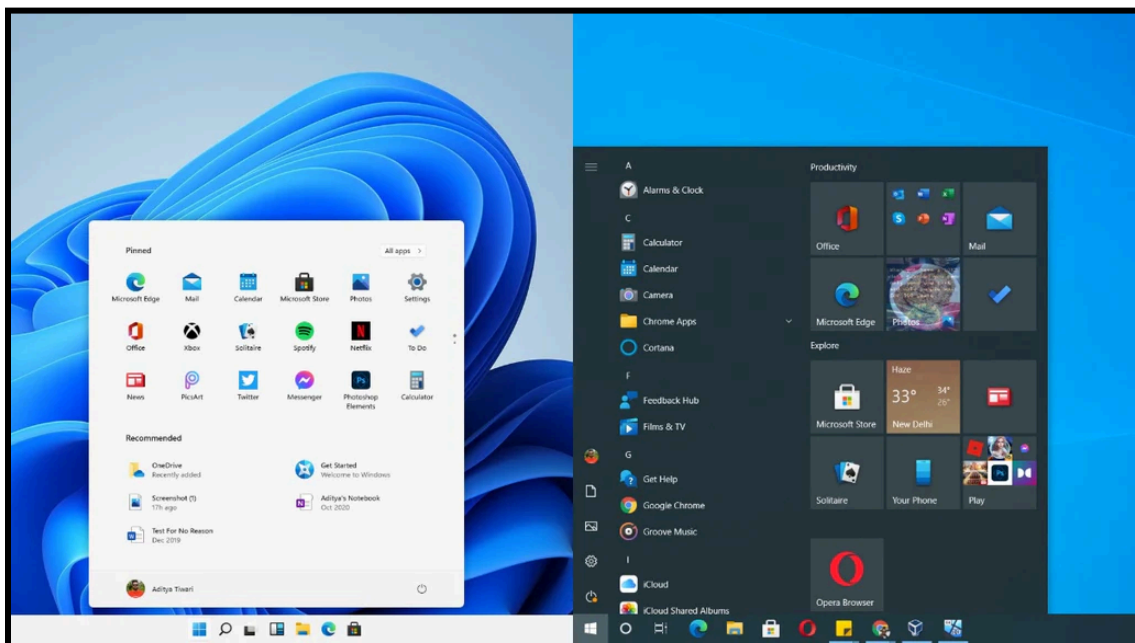 Pinned
All apps >
Microsoft Edge
Mail
Calendar
Microsoft Store
Photos
Settings
Office
Xbox
Solitaire
Spotify
Netflix
To Do
News
PicsArt
Twitter
Messenger
Photoshop
Elements
Calculator
Recommended
OneDrive
Recently added
Get Started
Welcome to Windows
Screenshot (1)
17h ago
Aditya's Notebook
Oct 2020
Test For No Reason
Dec 2019
Aditya Tiwari
A
Alarms & Clock
C
Calculator
Calendar
Camera
Chrome Apps
Cortana
F
Feedback Hub
Films & TV
G
Get Help
Google Chrome
Groove Music
I
iCloud
iCloud Shared Albums
Productivity
Office
Mail
Microsoft Edge
Photos
Explore
Microsoft Store
Haze
33° 34°
26°
New Delhi
Solitaire
Your Phone
Play
Opera Browser